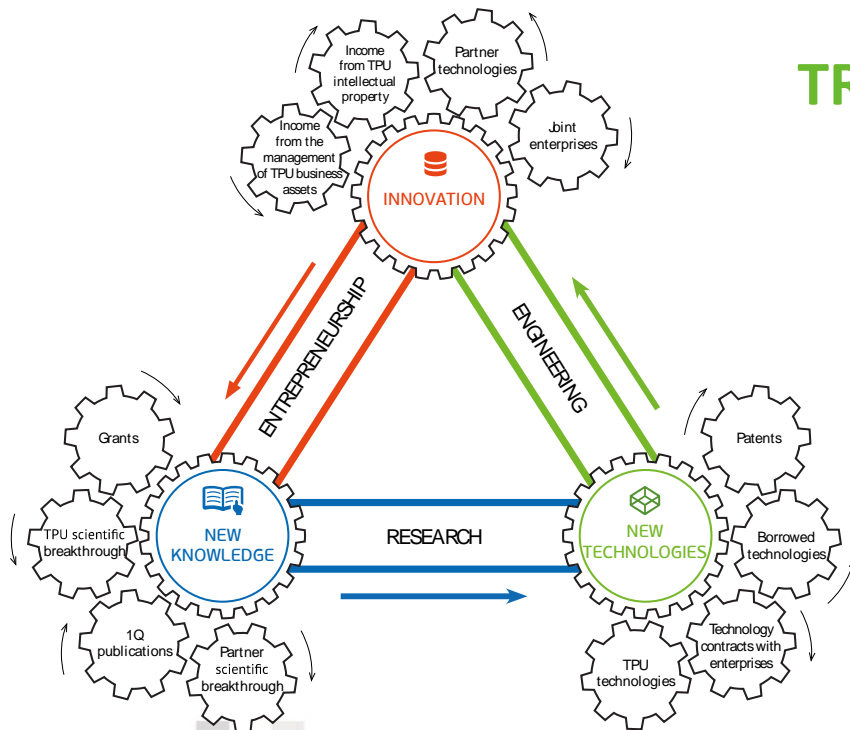 TR
Income
from TPU
intellectual
property
Partner
technologies
Income
from the
management
of TPU business
assets
Joint
enterprises
INNOVATION
ENTREPRENEURSHIP
ENGINEERING
Grants
TPU scientific
breakthrough
1Q
publications
Partner
scientific
breakthrough
NEW
KNOWLEDGE
RESEARCH
NEW
TECHNOLOGIES
Patents
Borrowed
technologies
Technology
contracts with
enterprises
TPU
technologies